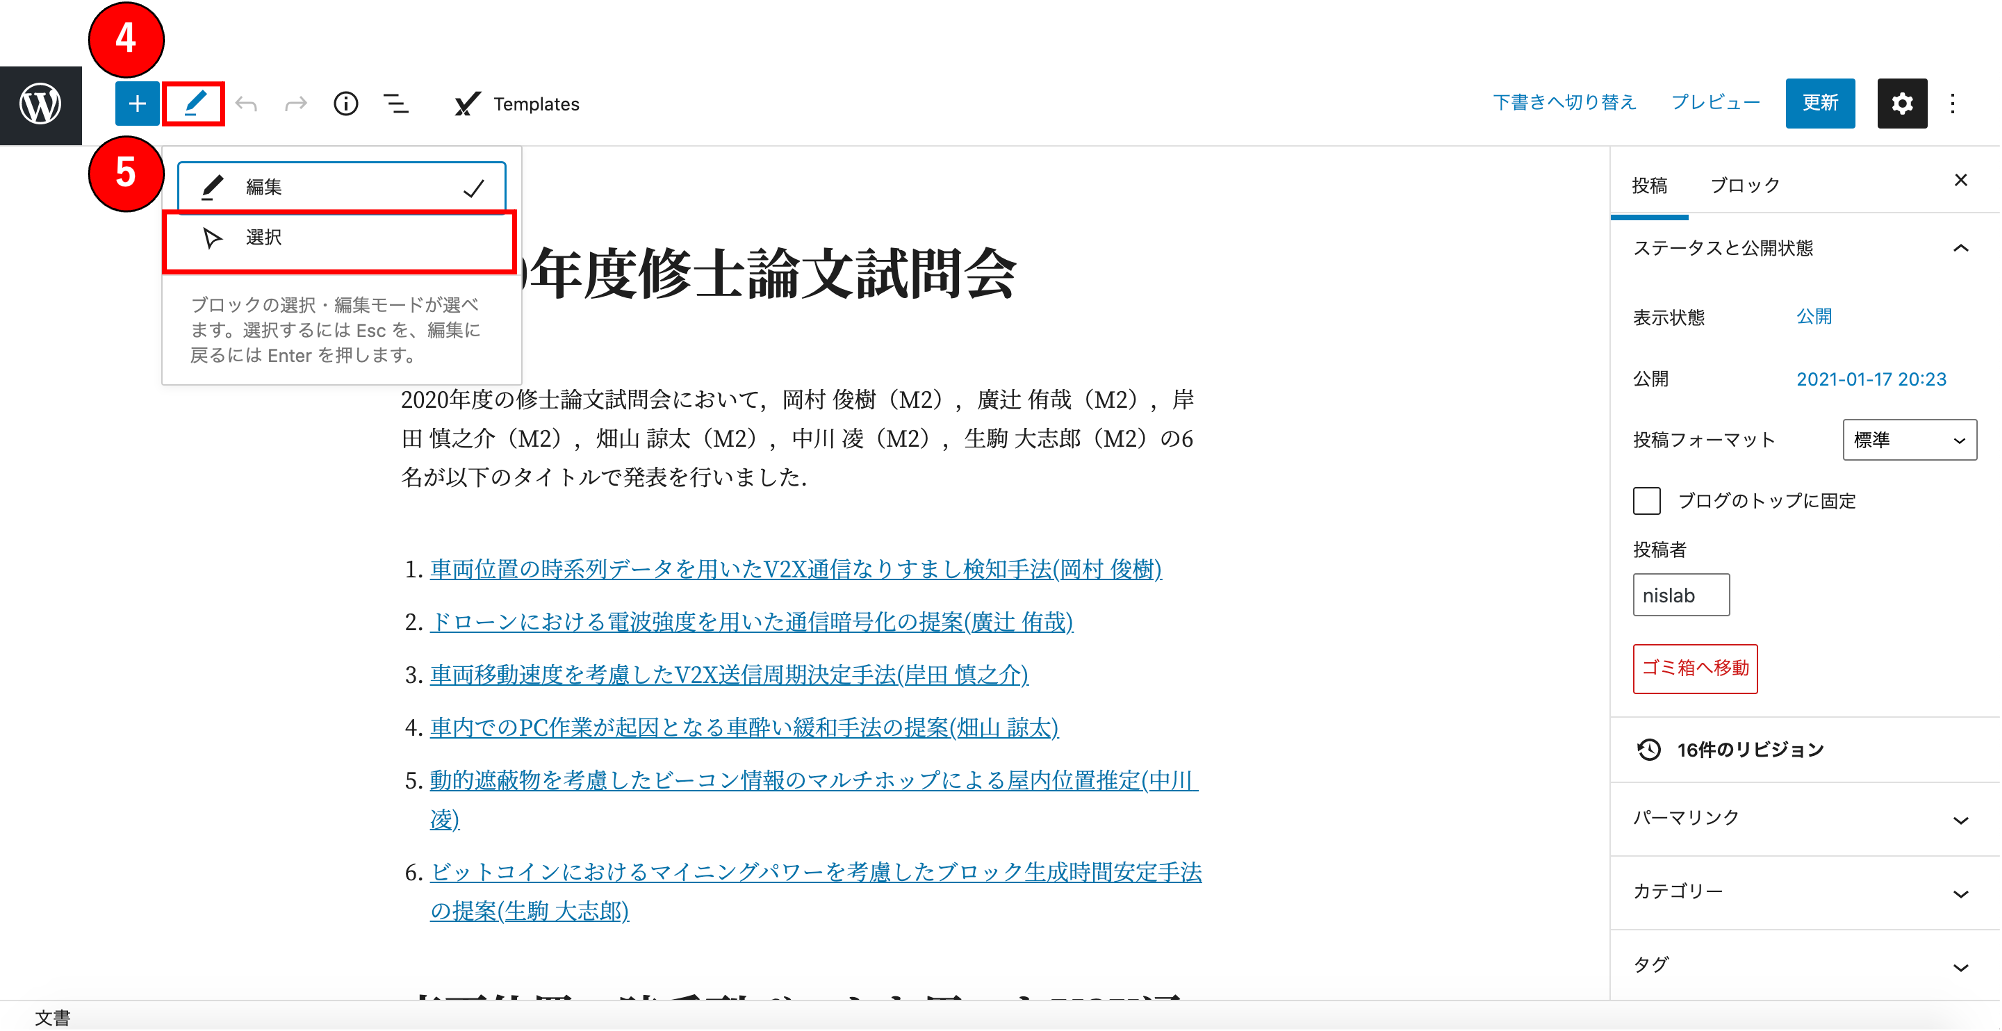 4
+
Templates
下書きへ切り替え
プレビュー
更新
5
編集
選択
ブロックの選択・編集モードが選べ
ます。選択するには Esc を、編集に
戻るには Enter を押します。
0年度修士論文試問会
2020年度の修士論文試問会において，岡村 俊樹（M2），廣辻 侑哉（M2），岸
田 慎之介（M2），畑山 諒太（M2），中川 凌（M2），生駒 大志郎（M2）の6
名が以下のタイトルで発表を行いました．
1. 車両位置の時系列データを用いたV2X通信なりすまし検知手法(岡村 俊樹)
2. ドローンにおける電波強度を用いた通信暗号化の提案(廣辻 侑哉)
3. 車両移動速度を考慮したV2X送信周期決定手法(岸田 慎之介)
4. 車内でのPC作業が起因となる車酔い緩和手法の提案(畑山 諒太)
5. 動的遮蔽物を考慮したビーコン情報のマルチホップによる屋内位置推定(中川
凌)
6. ビットコインにおけるマイニングパワーを考慮したブロック生成時間安定手法
の提案(生駒 大志郎)
投稿
ブロック
ステータスと公開状態
表示状態
公開
公開
2021-01-17 20:23
投稿フォーマット
標準
ブログのトップに固定
投稿者
nislab
ゴミ箱へ移動
16件のリビジョン
パーマリンク
カテゴリー
タグ
文書